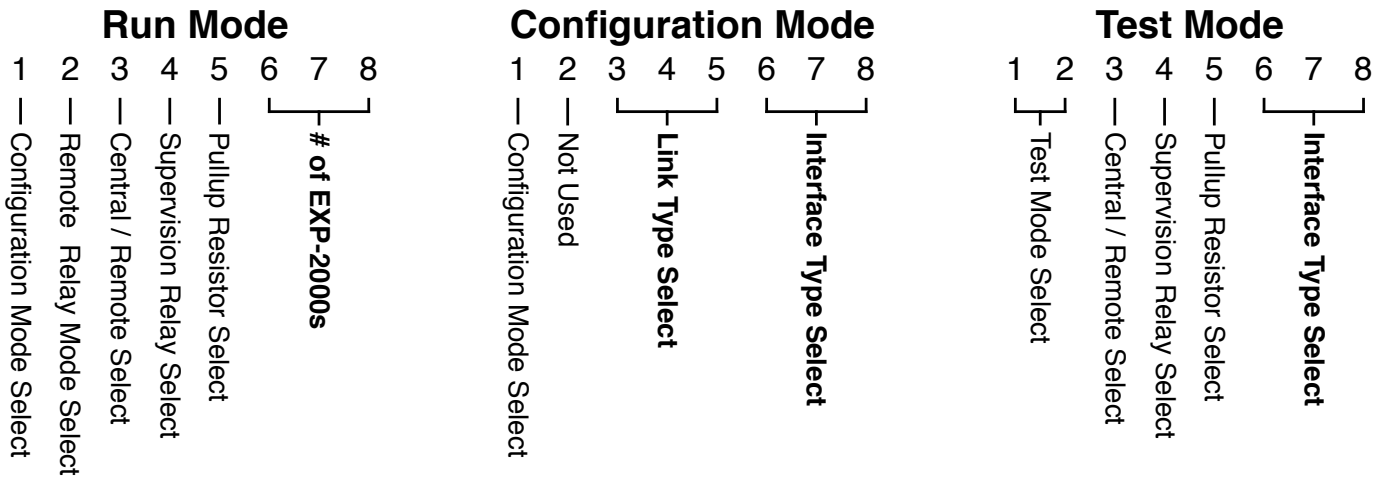 Run Mode
1 2 3 4 5 6 7 8
Configuration Mode Select
Remote Relay Mode Select
Central / Remote Select
Supervision Relay Select
Pullup Resistor Select
# of EXP-2000s
Configuration Mode
1 2 3 4 5 6 7 8
Configuration Mode Select
Not Used
Link Type Select
Interface Type Select
Test Mode
1 2 3 4 5 6 7 8
Test Mode Select
Central / Remote Select
Supervision Relay Select
Pullup Resistor Select
Interface Type Select